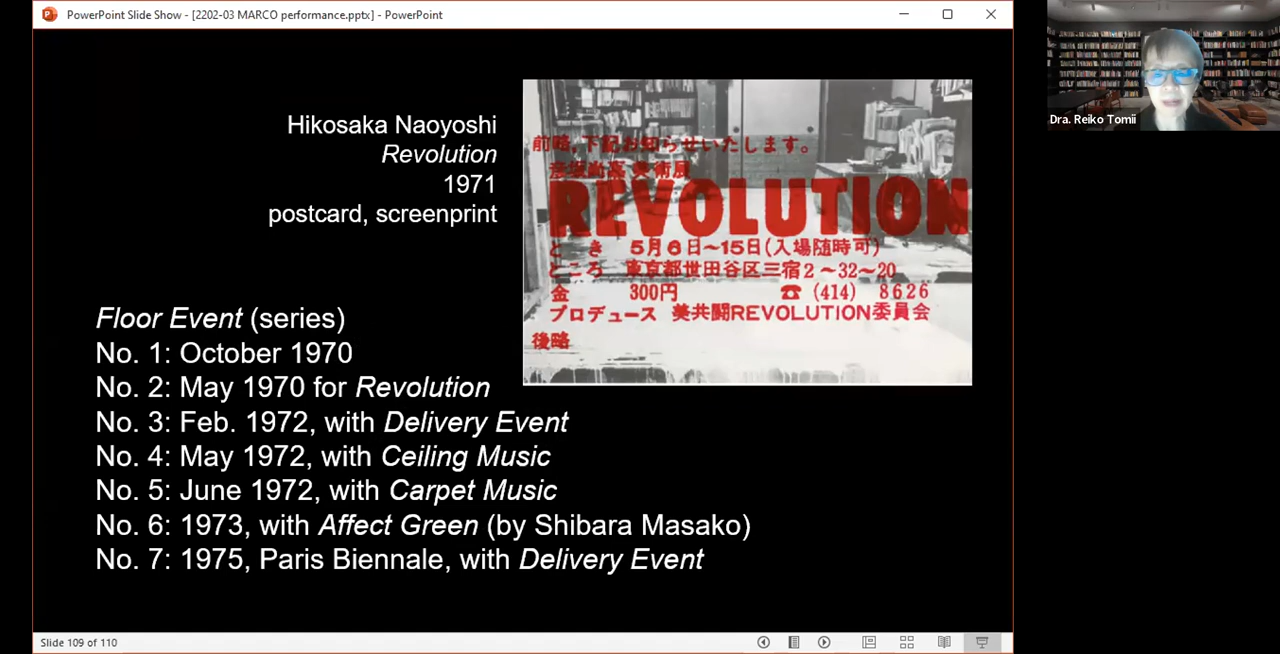 PowerPoint Slide Show - [2202-03 MARCO performance.pptx] - PowerPoint
Hikosaka Naoyoshi
Revolution
1971
postcard, screenprint
前略,下記お知らせいたします。
彦坂尚嘉美術展
REVOLUTION
とき 5月6日~15日(入場随時可)
ところ 東京都世田谷区三宿2~32~20
金 300円 ☎(414) 8626
プロデュース 美共闘REVOLUTION委員会
後略
Floor Event (series)
No. 1: October 1970
No. 2: May 1970 for Revolution
No. 3: Feb. 1972, with Delivery Event
No. 4: May 1972, with Ceiling Music
No. 5: June 1972, with Carpet Music
No. 6: 1973, with Affect Green (by Shibara Masako)
No. 7: 1975, Paris Biennale, with Delivery Event
Slide 109 of 110
Dra. Reiko Tomii